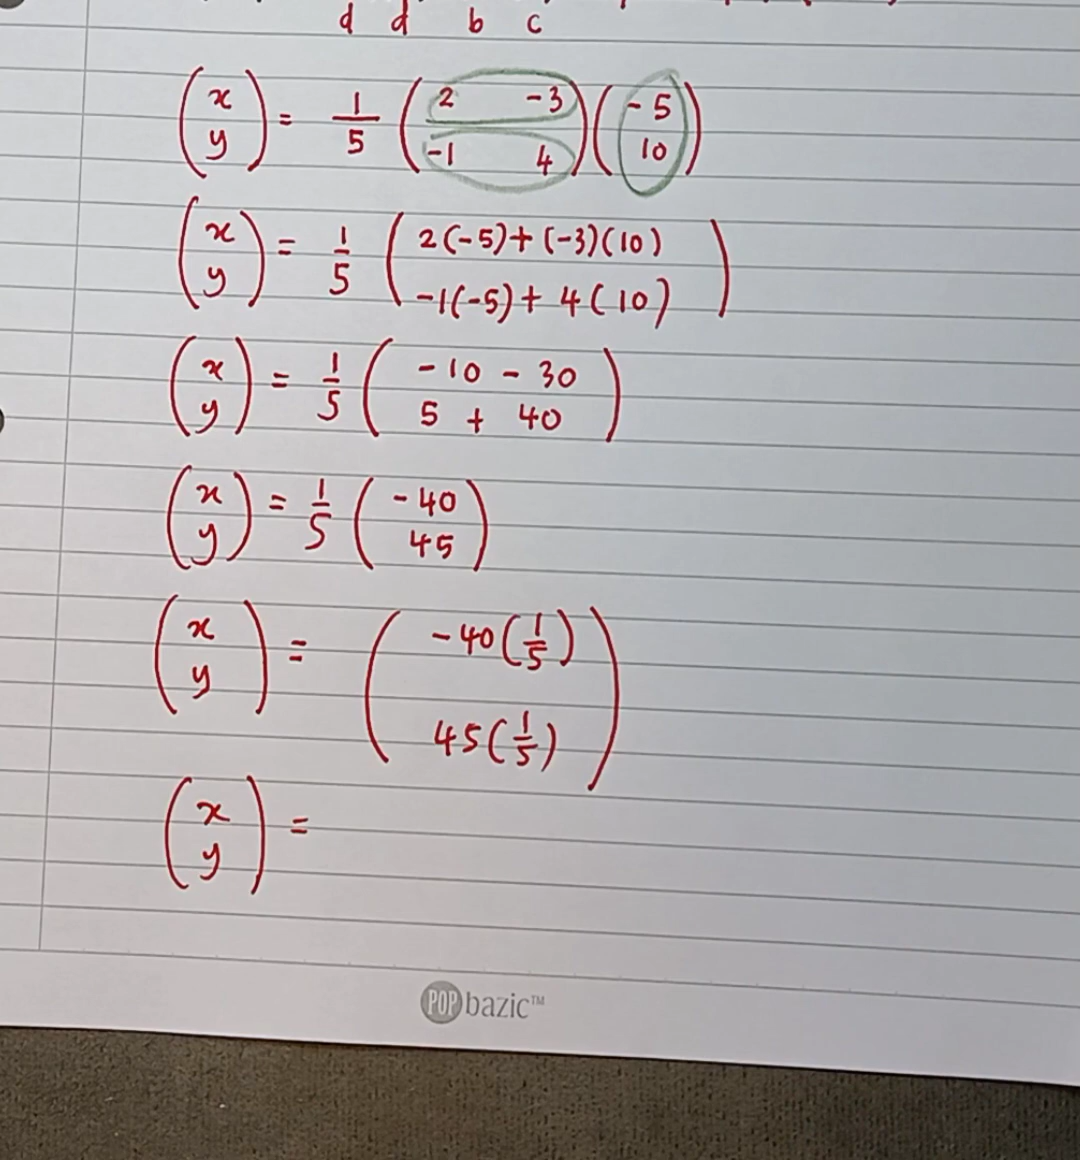 d d b c
(x y) = 1/5 (2 -3 -1 4) (-5 10)
(x y) = 1/5 (2(-5)+(-3)(10) -1(-5)+4(10))
(x y) = 1/5 (-10 - 30 5 + 40)
(x y) = 1/5 (-40 45)
(x y) = (-40(1/5) 45(1/5))
(x y) =
POP bazic™